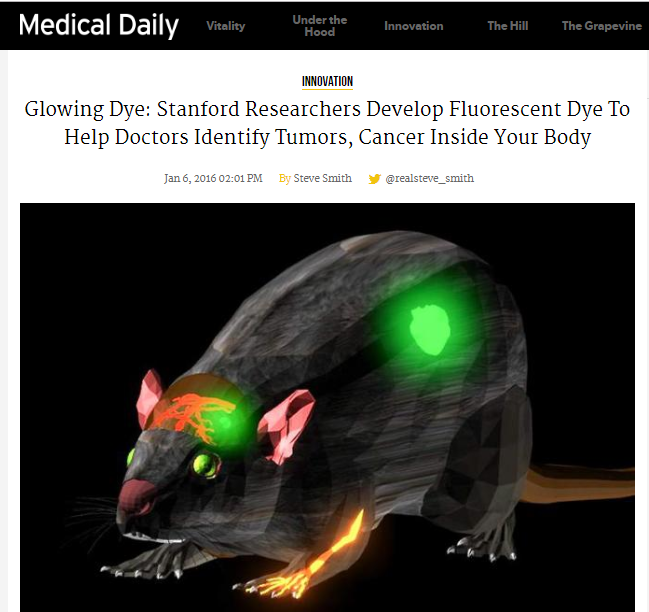 Medical Daily
Vitality
Under the
Hood
Innovation
The Hill
The Grapevine
INNOVATION
Glowing Dye: Stanford Researchers Develop Fluorescent Dye To
Help Doctors Identify Tumors, Cancer Inside Your Body
Jan 6, 2016 02:01 PM By Steve Smith @realsteve_smith